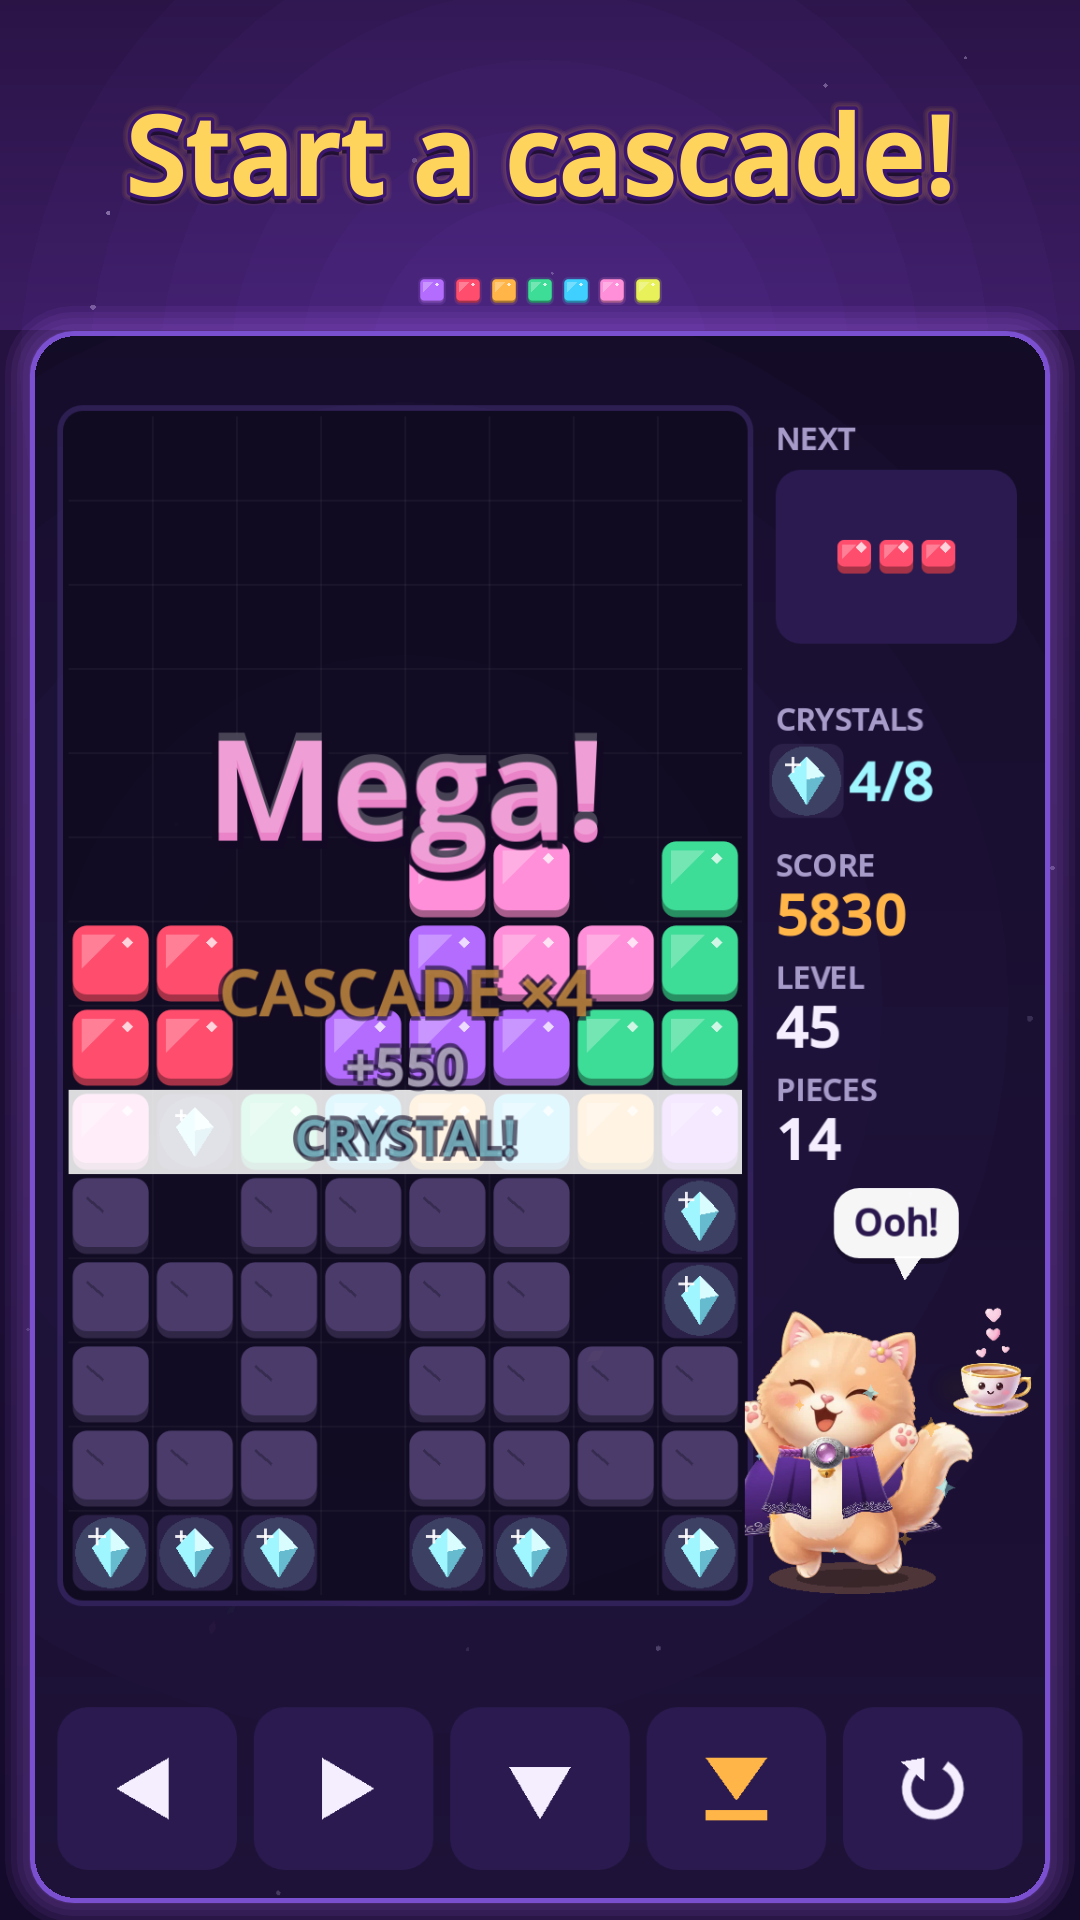 Start a cascade!
NEXT
Mega!
CRYSTALS
4/8
SCORE
5830
CASCADE ×4
LEVEL
45
+550
PIECES
14
CRYSTAL!
Ooh!